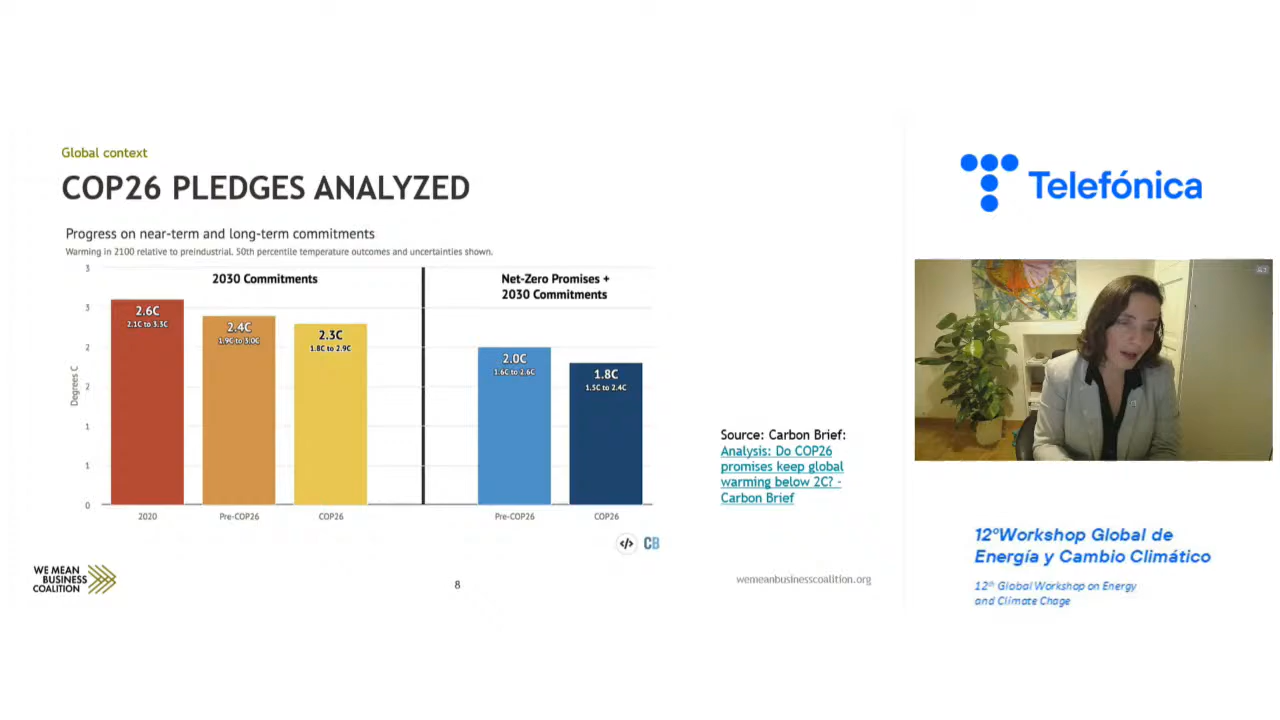 Global context
COP26 PLEDGES ANALYZED
Progress on near-term and long-term commitments
Warming in 2100 relative to preindustrial. 50th percentile temperature outcomes and uncertainties shown.
Degrees C
3
3
2
2
1
1
0
2030 Commitments
2.6C
2.1C to 3.3C
2.4C
1.9C to 3.0C
2.3C
1.8C to 2.9C
2020
Pre-COP26
COP26
Net-Zero Promises +
2030 Commitments
2.0C
1.6C to 2.6C
1.8C
1.5C to 2.4C
Pre-COP26
COP26
</> CB
Source: Carbon Brief:
Analysis: Do COP26
promises keep global
warming below 2C? -
Carbon Brief
WE MEAN
BUSINESS
COALITION
8
wemeanbusinesscoalition.org
Telefónica
12ºWorkshop Global de
Energía y Cambio Climático
12th Global Workshop on Energy
and Climate Chage